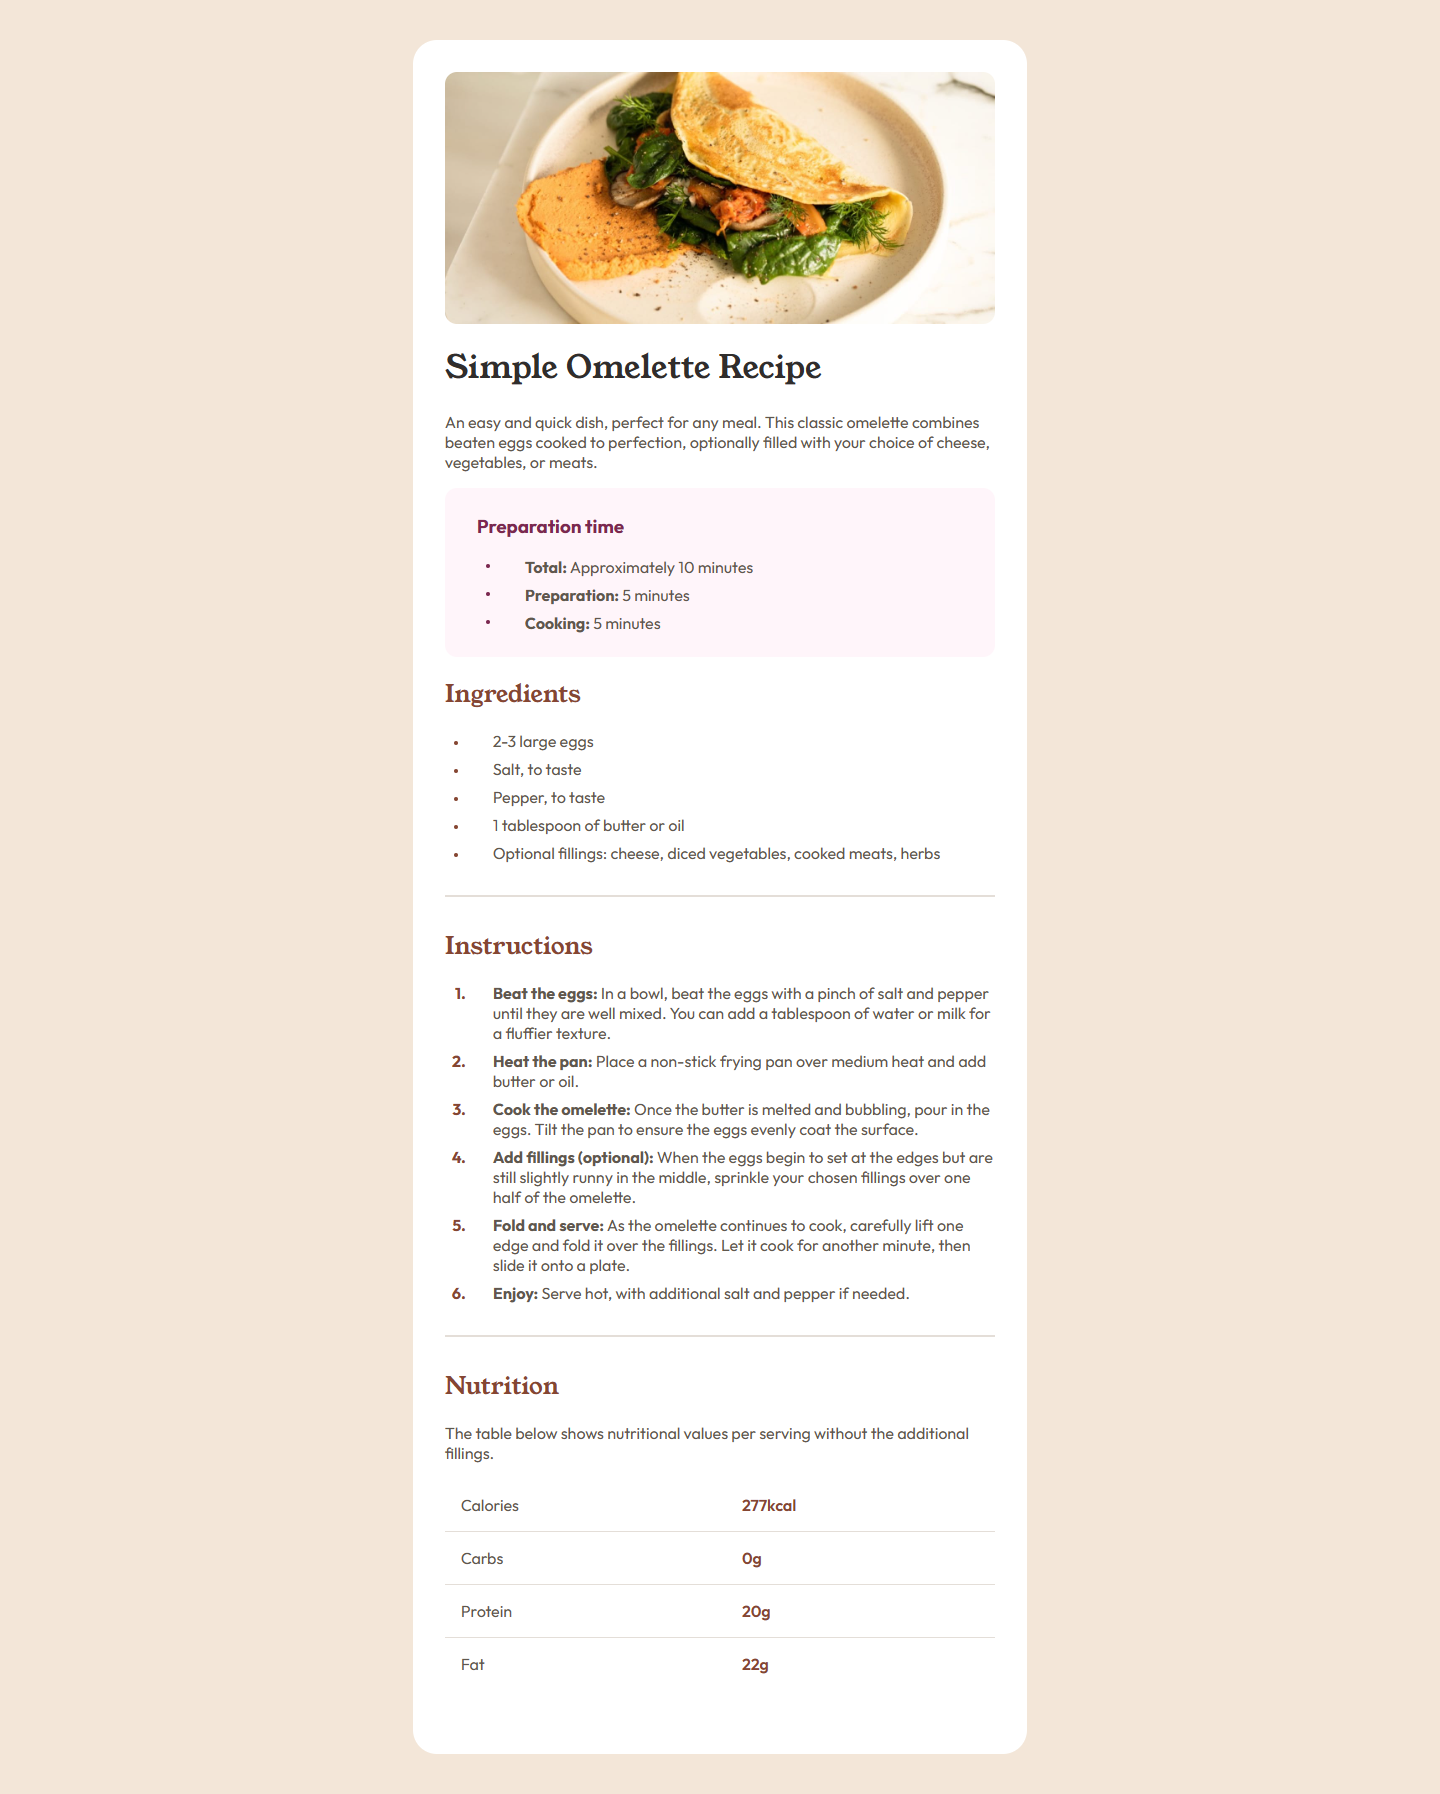 Simple Omelette Recipe
An easy and quick dish, perfect for any meal. This classic omelette combines
beaten eggs cooked to perfection, optionally filled with your choice of cheese,
vegetables, or meats.
Preparation time
• Total: Approximately 10 minutes
• Preparation: 5 minutes
• Cooking: 5 minutes
Ingredients
• 2-3 large eggs
• Salt, to taste
• Pepper, to taste
• 1 tablespoon of butter or oil
• Optional fillings: cheese, diced vegetables, cooked meats, herbs
Instructions
1. Beat the eggs: In a bowl, beat the eggs with a pinch of salt and pepper
until they are well mixed. You can add a tablespoon of water or milk for
a fluffier texture.
2. Heat the pan: Place a non-stick frying pan over medium heat and add
butter or oil.
3. Cook the omelette: Once the butter is melted and bubbling, pour in the
eggs. Tilt the pan to ensure the eggs evenly coat the surface.
4. Add fillings (optional): When the eggs begin to set at the edges but are
still slightly runny in the middle, sprinkle your chosen fillings over one
half of the omelette.
5. Fold and serve: As the omelette continues to cook, carefully lift one
edge and fold it over the fillings. Let it cook for another minute, then
slide it onto a plate.
6. Enjoy: Serve hot, with additional salt and pepper if needed.
Nutrition
The table below shows nutritional values per serving without the additional
fillings.
Calories 277kcal
Carbs 0g
Protein 20g
Fat 22g